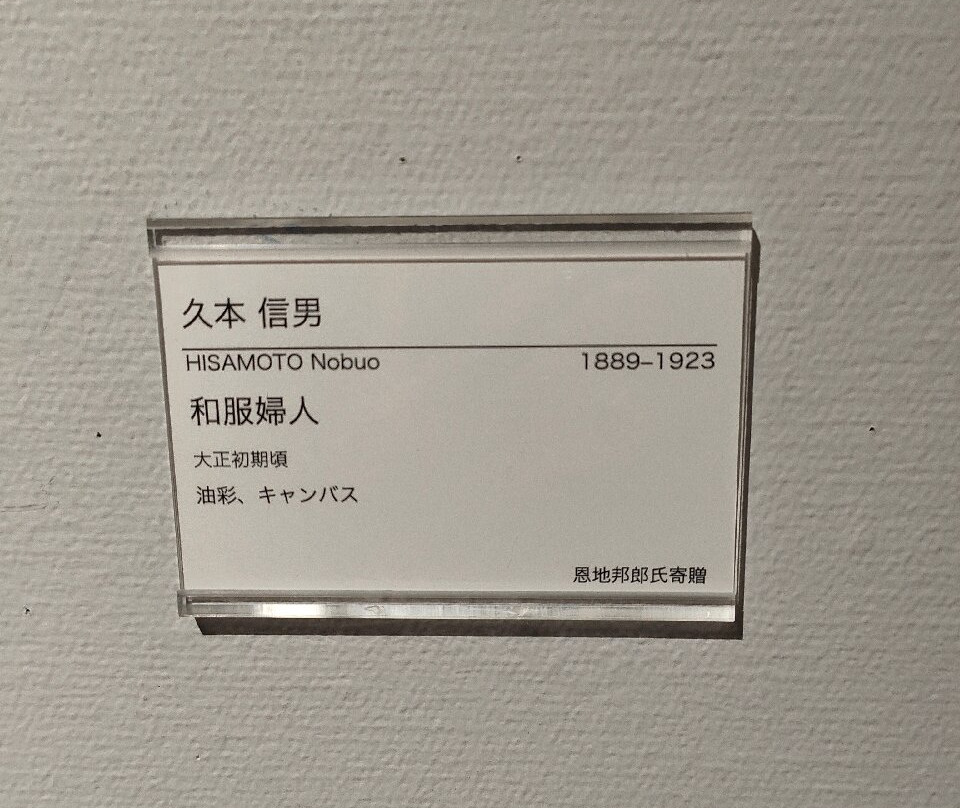 久本 信男
HISAMOTO Nobuo 1889–1923
和服婦人
大正初期頃
油彩、キャンバス
恩地邦郎氏寄贈